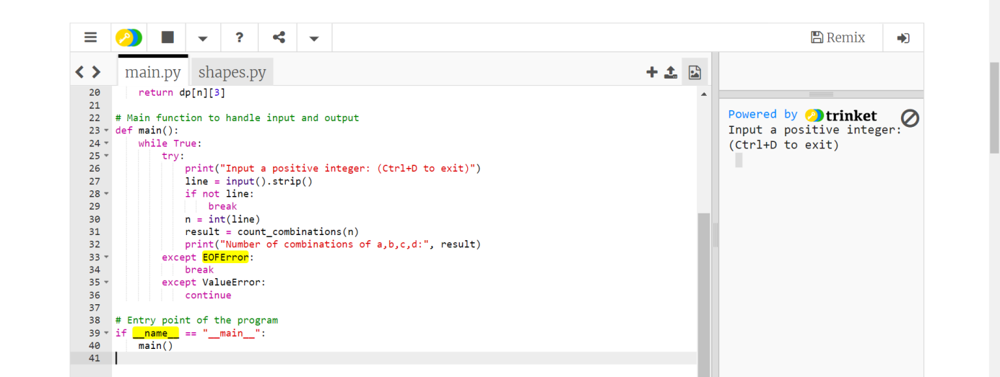 ? Remix
main.py shapes.py
20 return dp[n][3]
21
22 # Main function to handle input and output
23 def main():
24 while True:
25 try:
26 print("Input a positive integer: (Ctrl+D to exit)")
27 line = input().strip()
28 if not line:
29 break
30 n = int(line)
31 result = count_combinations(n)
32 print("Number of combinations of a,b,c,d:", result)
33 except EOFError:
34 break
35 except ValueError:
36 continue
37
38 # Entry point of the program
39 if __name__ == "__main__":
40 main()
41
Powered by trinket
Input a positive integer:
(Ctrl+D to exit)